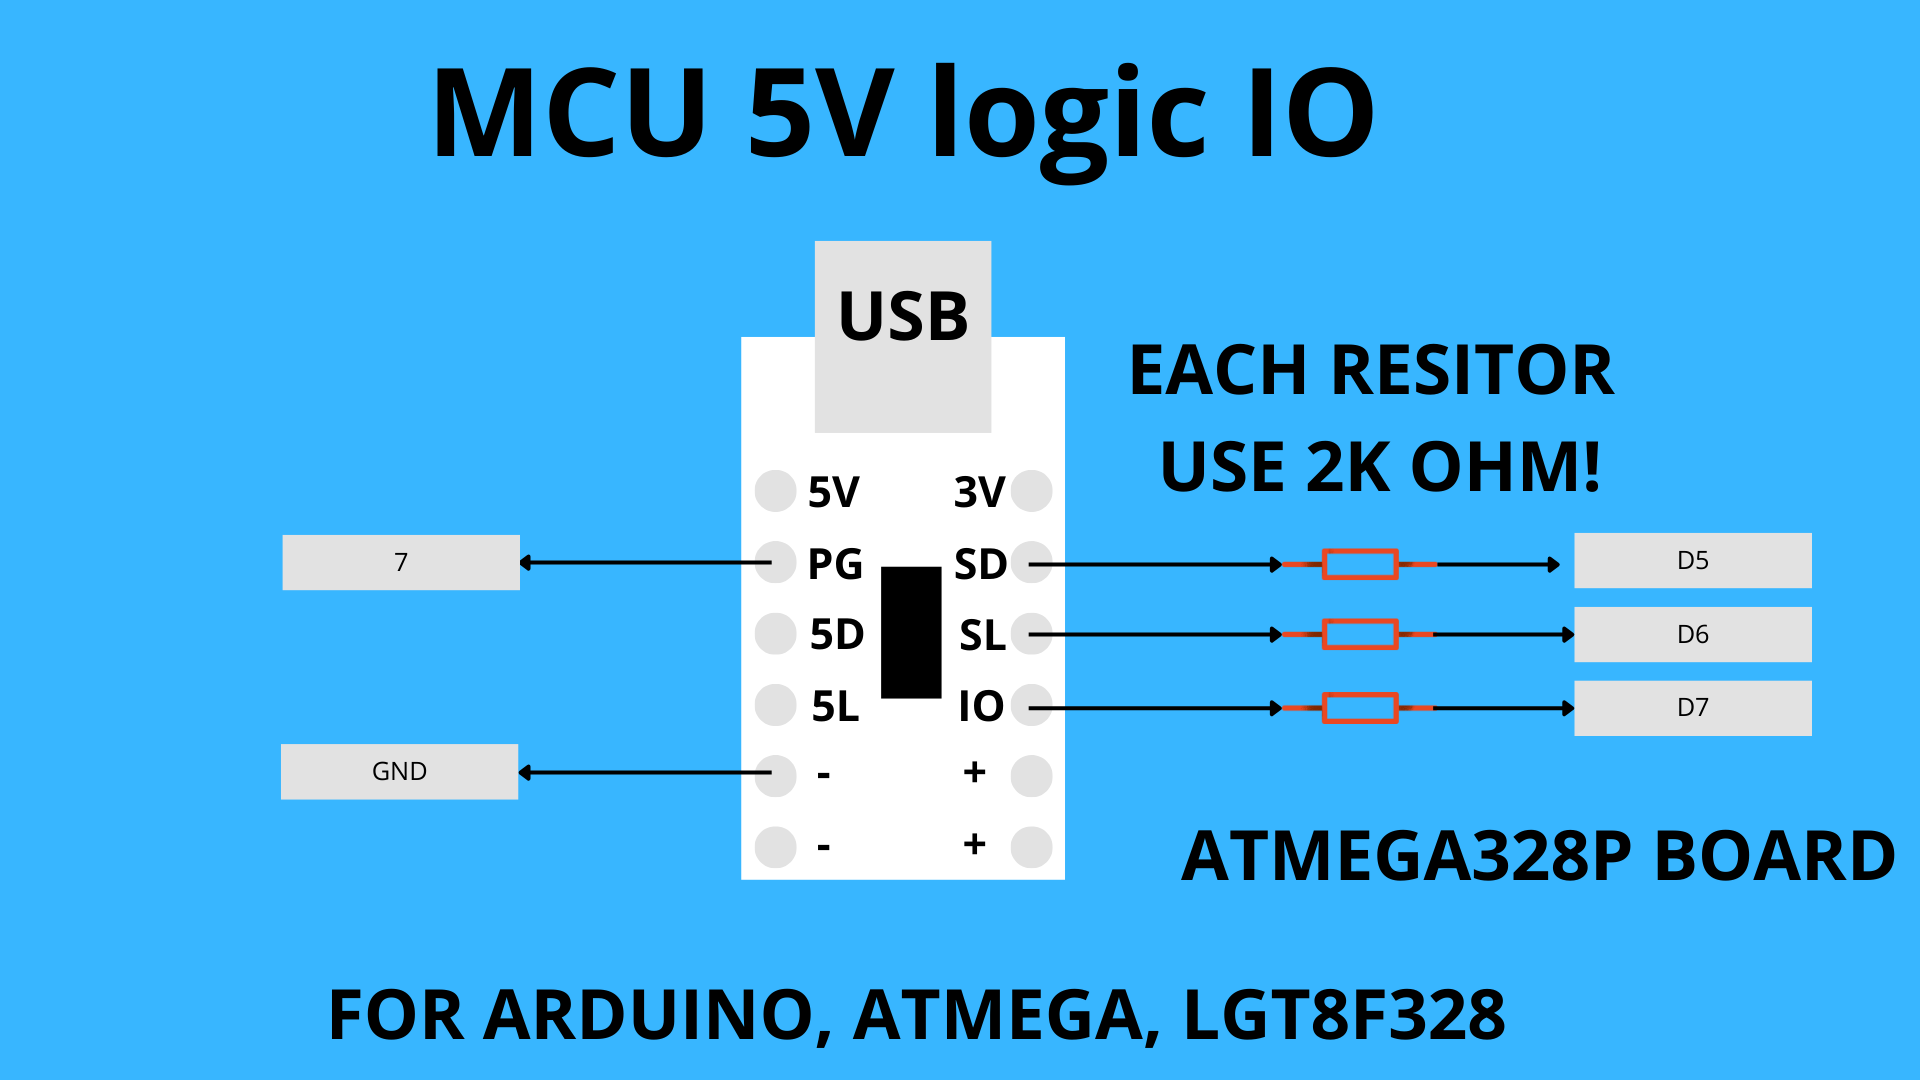 MCU 5V logic IO
USB
EACH RESITOR
USE 2K OHM!
5V 3V
7 PG SD D5
5D SL D6
5L IO D7
GND - +
- +
ATMEGA328P BOARD
FOR ARDUINO, ATMEGA, LGT8F328